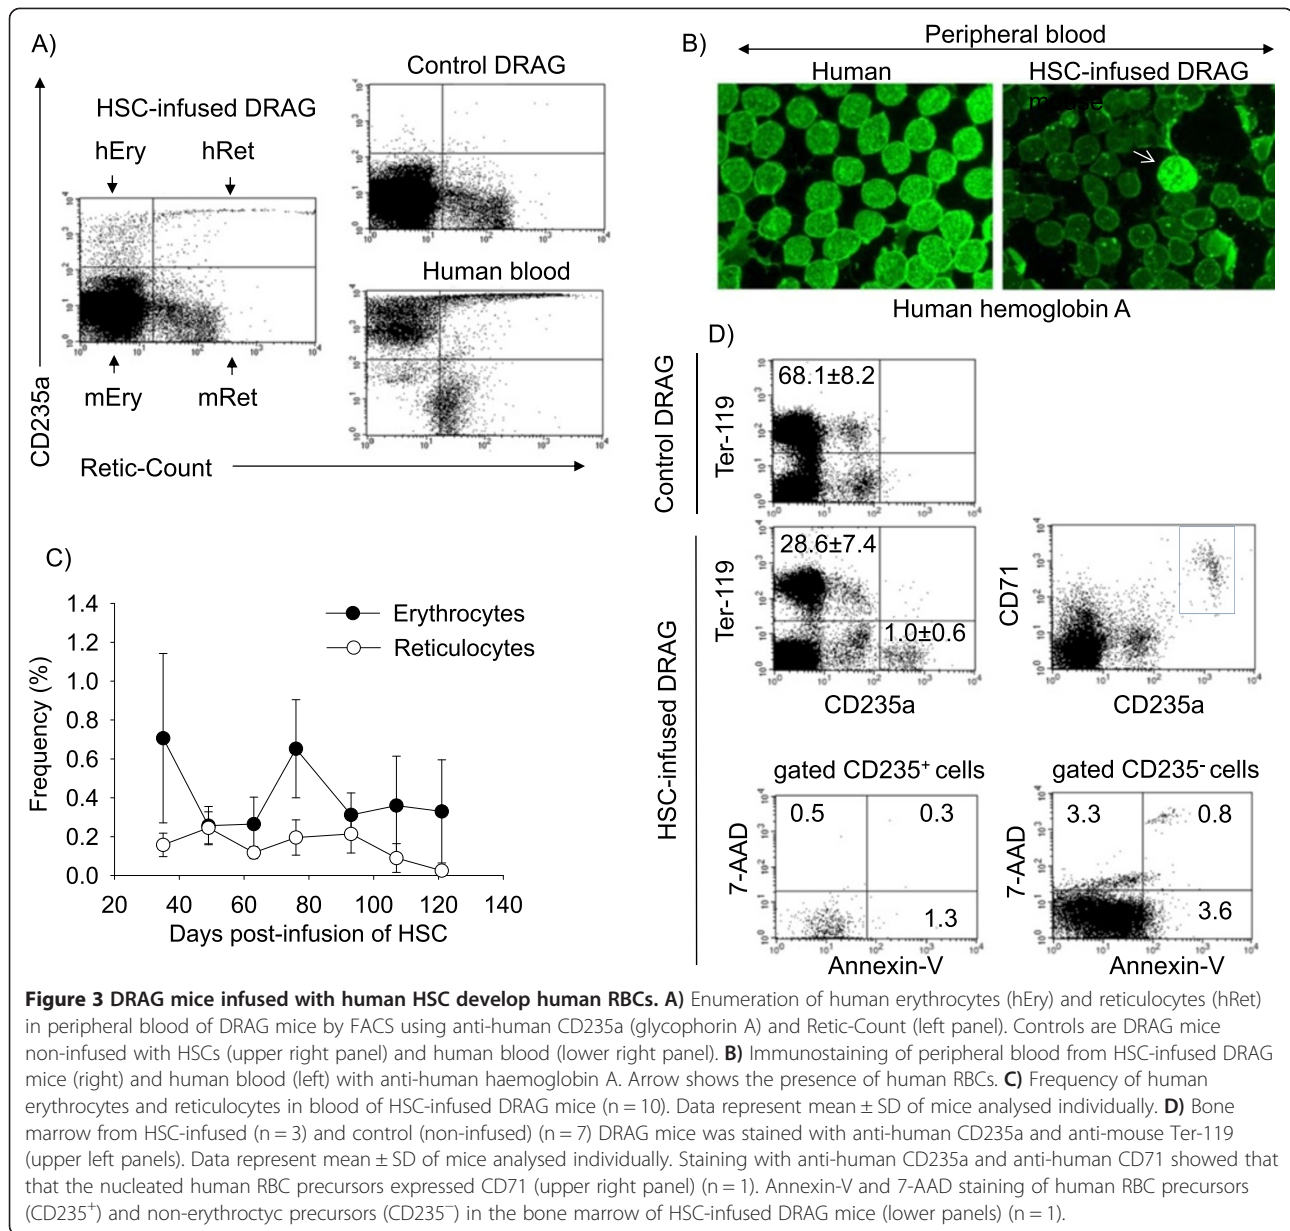 A)
Control DRAG
HSC-infused DRAG
hEry
hRet
mEry
mRet
Human blood
CD235a
Retic-Count
10⁰ 10¹ 10² 10³ 10⁴
B)
Peripheral blood
Human
HSC-infused DRAG
mouse
Human hemoglobin A
C)
Frequency (%)
1.4
1.2
1.0
0.8
0.6
0.4
0.2
0.0
20 40 60 80 100 120 140
Days post-infusion of HSC
Erythrocytes
Reticulocytes
D)
Control DRAG
Ter-119
68.1±8.2
HSC-infused DRAG
Ter-119
28.6±7.4
1.0±0.6
CD235a
CD71
CD235a
gated CD235⁺ cells
0.5 0.3
1.3
7-AAD
Annexin-V
gated CD235⁻ cells
3.3 0.8
3.6
7-AAD
Annexin-V
Figure 3 DRAG mice infused with human HSC develop human RBCs. A) Enumeration of human erythrocytes (hEry) and reticulocytes (hRet)
in peripheral blood of DRAG mice by FACS using anti-human CD235a (glycophorin A) and Retic-Count (left panel). Controls are DRAG mice
non-infused with HSCs (upper right panel) and human blood (lower right panel). B) Immunostaining of peripheral blood from HSC-infused DRAG
mice (right) and human blood (left) with anti-human haemoglobin A. Arrow shows the presence of human RBCs. C) Frequency of human
erythrocytes and reticulocytes in blood of HSC-infused DRAG mice (n = 10). Data represent mean ± SD of mice analysed individually. D) Bone
marrow from HSC-infused (n = 3) and control (non-infused) (n = 7) DRAG mice was stained with anti-human CD235a and anti-mouse Ter-119
(upper left panels). Data represent mean ± SD of mice analysed individually. Staining with anti-human CD235a and anti-human CD71 showed that
that the nucleated human RBC precursors expressed CD71 (upper right panel) (n = 1). Annexin-V and 7-AAD staining of human RBC precursors
(CD235⁺) and non-erythroctyc precursors (CD235⁻) in the bone marrow of HSC-infused DRAG mice (lower panels) (n = 1).